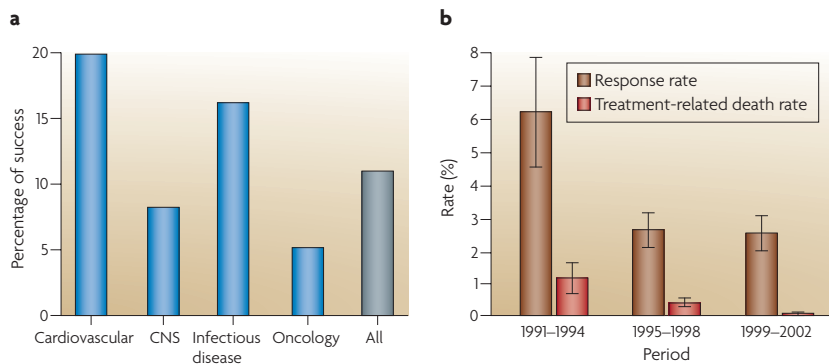 a
Percentage of success
20
15
10
5
0
Cardiovascular
CNS
Infectious
disease
Oncology
All
b
Rate (%)
8
7
6
5
4
3
2
1
0
Response rate
Treatment-related death rate
1991–1994
1995–1998
1999–2002
Period